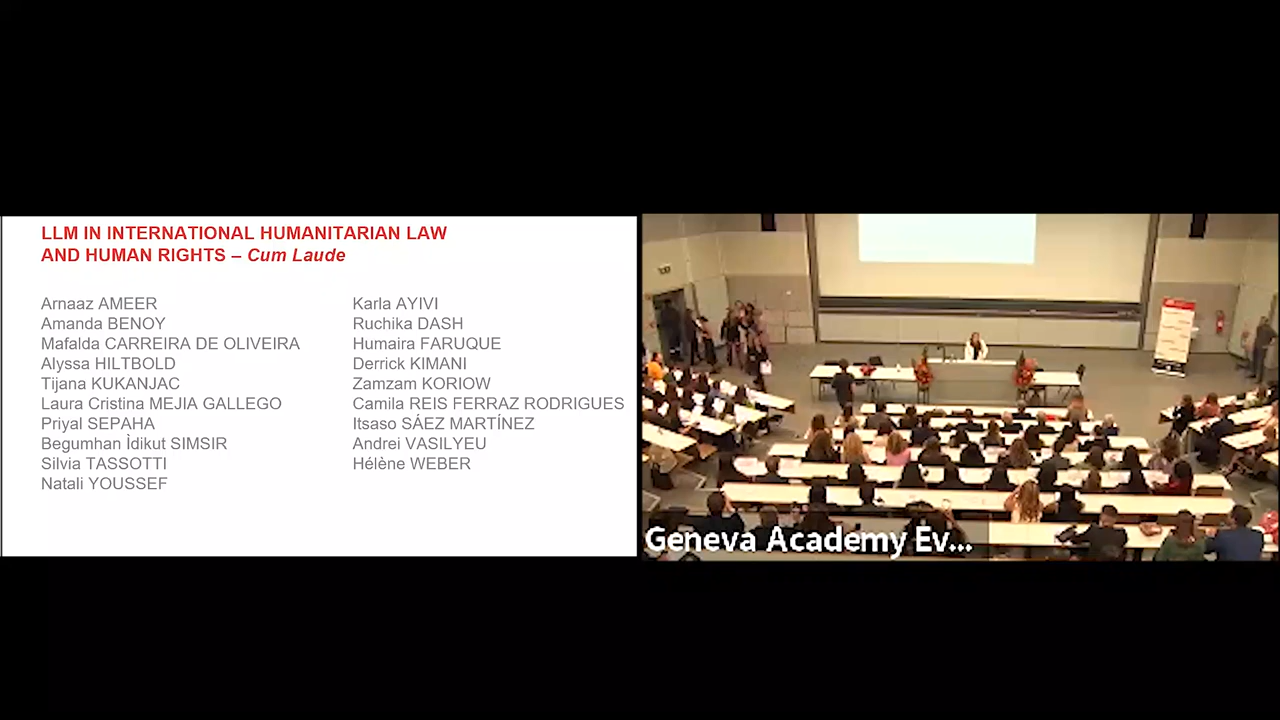 LLM IN INTERNATIONAL HUMANITARIAN LAW
AND HUMAN RIGHTS – Cum Laude
Arnaaz AMEER
Amanda BENOY
Mafalda CARREIRA DE OLIVEIRA
Alyssa HILTBOLD
Tijana KUKANJAC
Laura Cristina MEJIA GALLEGO
Priyal SEPAHA
Begumhan Ìdikut SIMSIR
Silvia TASSOTTI
Natali YOUSSEF
Karla AYIVI
Ruchika DASH
Humaira FARUQUE
Derrick KIMANI
Zamzam KORIOW
Camila REIS FERRAZ RODRIGUES
Itsaso SÁEZ MARTÍNEZ
Andrei VASILYEU
Hélène WEBER
Geneva Academy Ev...